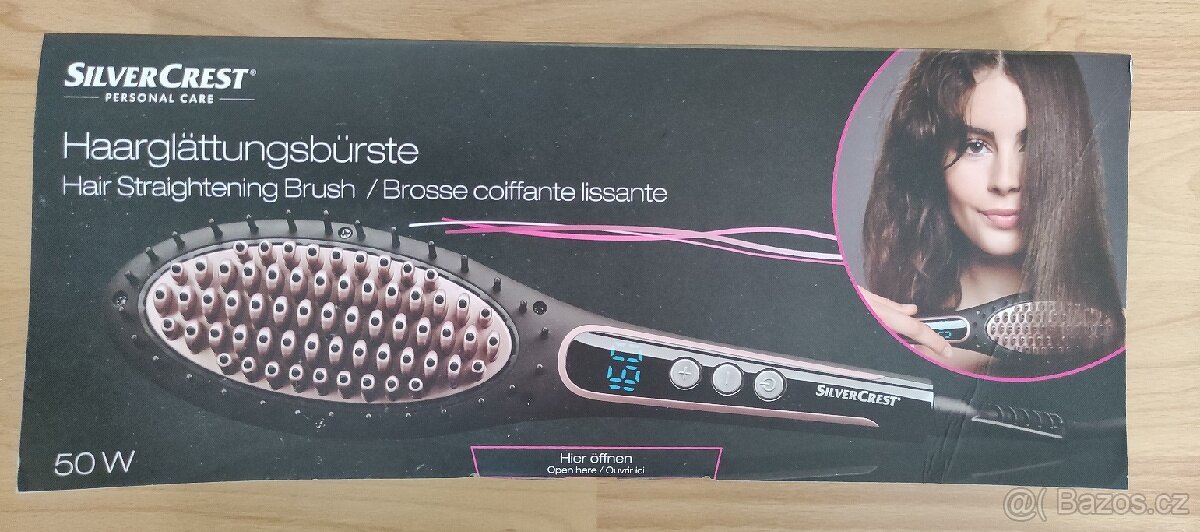 SILVERCREST®
PERSONAL CARE
Haarglättungsbürste
Hair Straightening Brush / Brosse coiffante lissante
SILVERCREST®
50 W
Hier öffnen
Open here / Ouvrir ici
@( Bazos.cz